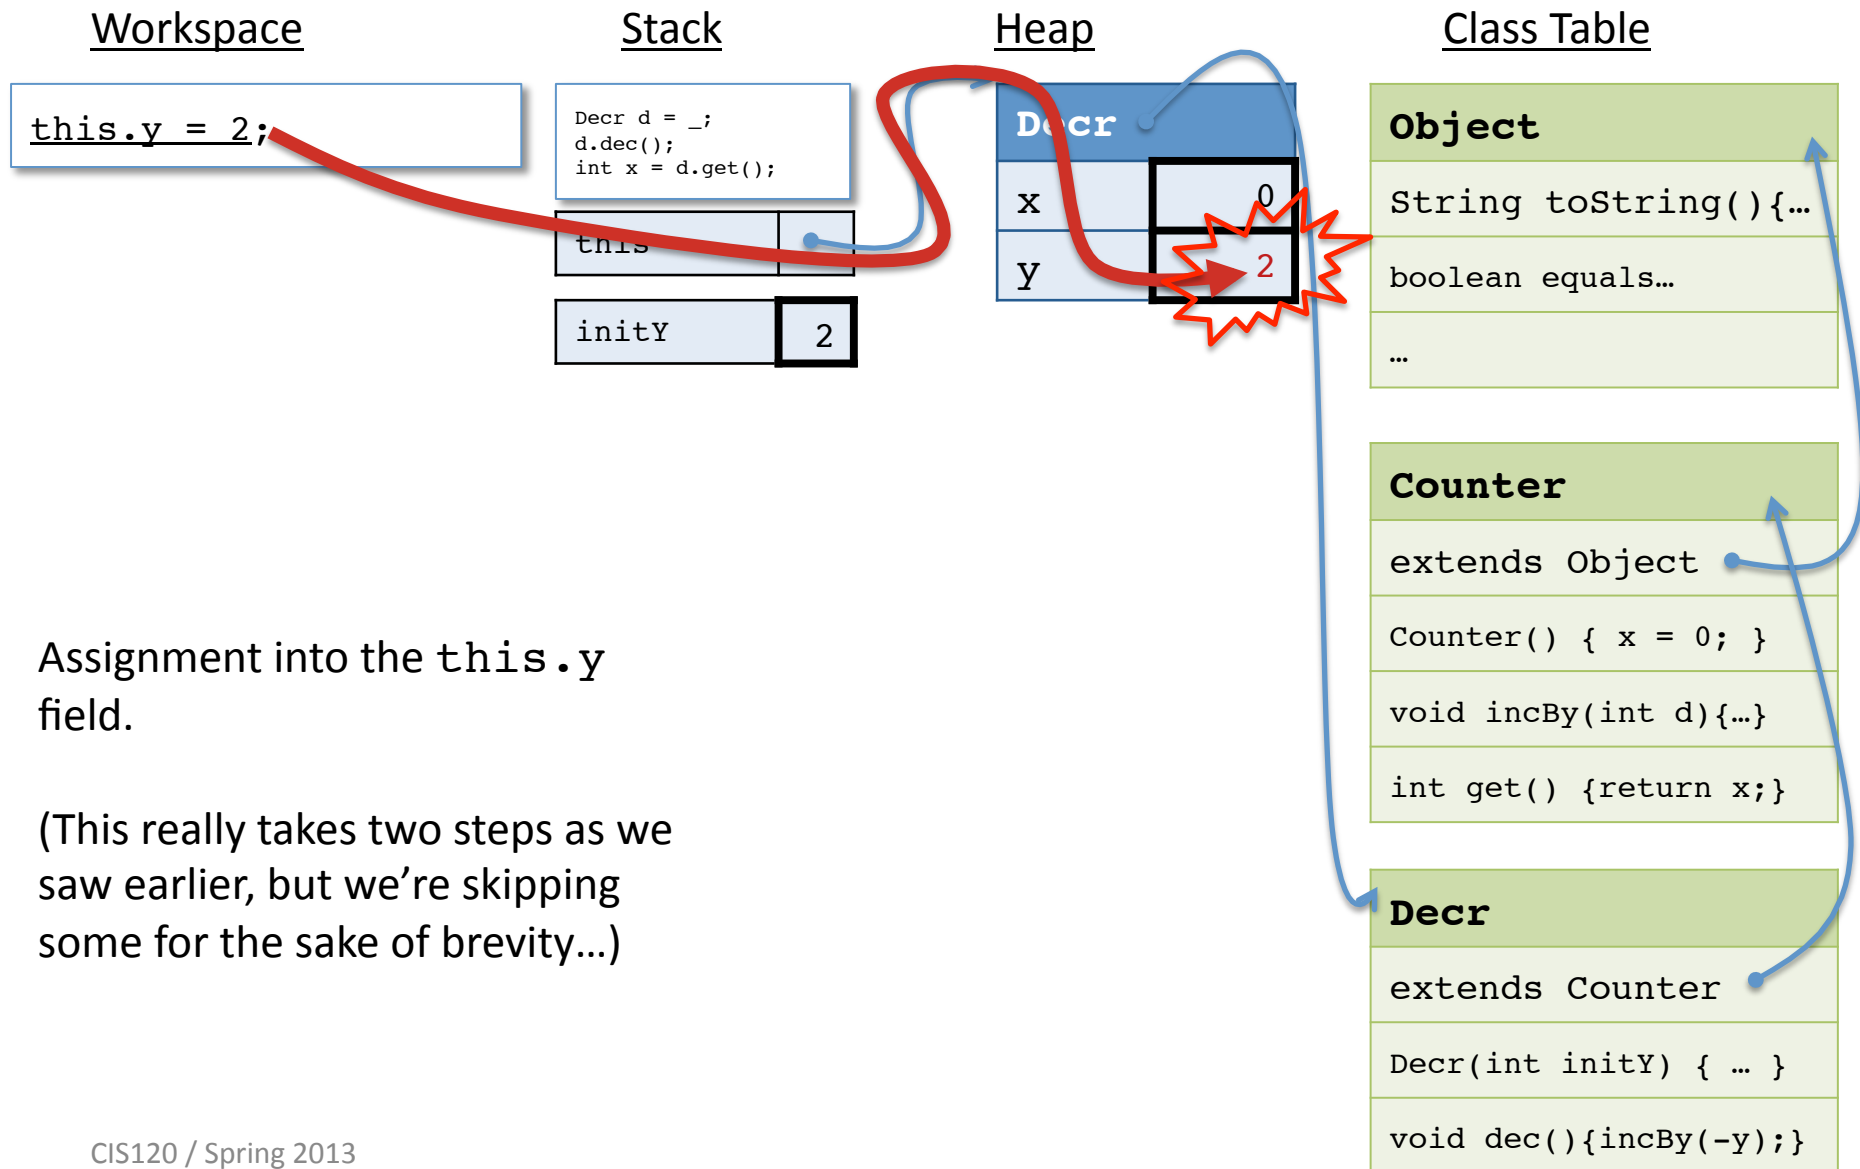 Workspace
Stack
Heap
Class Table
this.y = 2;
Decr d = _;
d.dec();
int x = d.get();
this
initY
2
Decr
x
0
y
2
Object
String toString(){…
boolean equals…
…
Counter
extends Object
Counter() { x = 0; }
void incBy(int d){…}
int get() {return x;}
Decr
extends Counter
Decr(int initY) { … }
void dec(){incBy(-y);}
Assignment into the this.y
field.
(This really takes two steps as we
saw earlier, but we’re skipping
some for the sake of brevity…)
CIS120 / Spring 2013